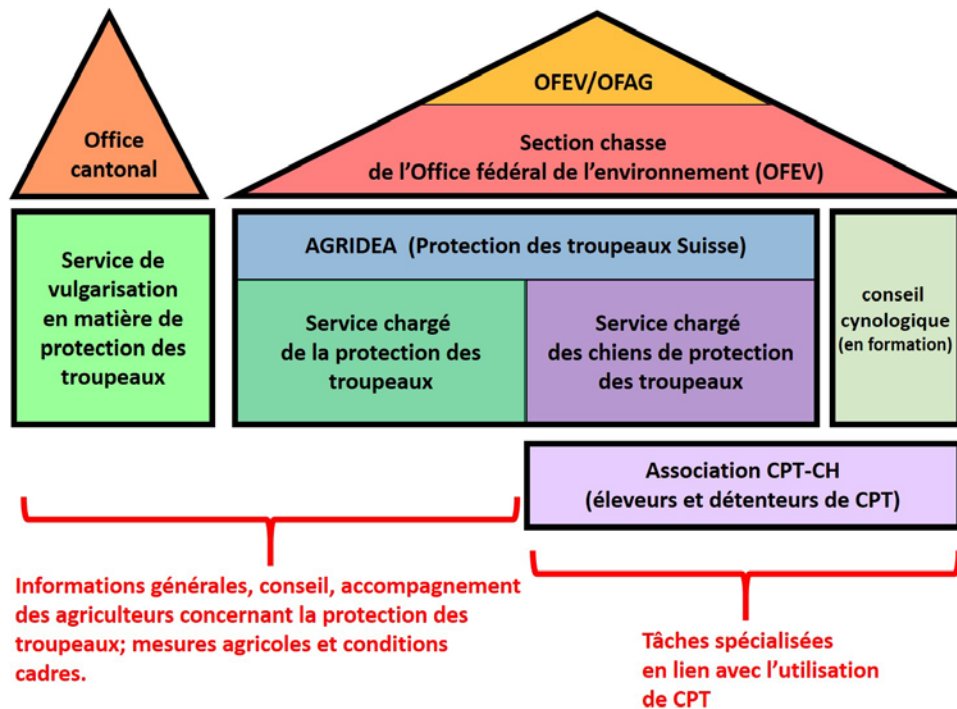 Office
cantonal
OFEV/OFAG
Section chasse
de l'Office fédéral de l'environnement (OFEV)
Service de
vulgarisation
en matière de
protection des
troupeaux
AGRIDEA (Protection des troupeaux Suisse)
Service chargé
de la protection des
troupeaux
Service chargé
des chiens de protection
des troupeaux
conseil
cynologique
(en formation)
Association CPT-CH
(éleveurs et détenteurs de CPT)
Informations générales, conseil, accompagnement
des agriculteurs concernant la protection des
troupeaux; mesures agricoles et conditions
cadres.
Tâches spécialisées
en lien avec l'utilisation
de CPT